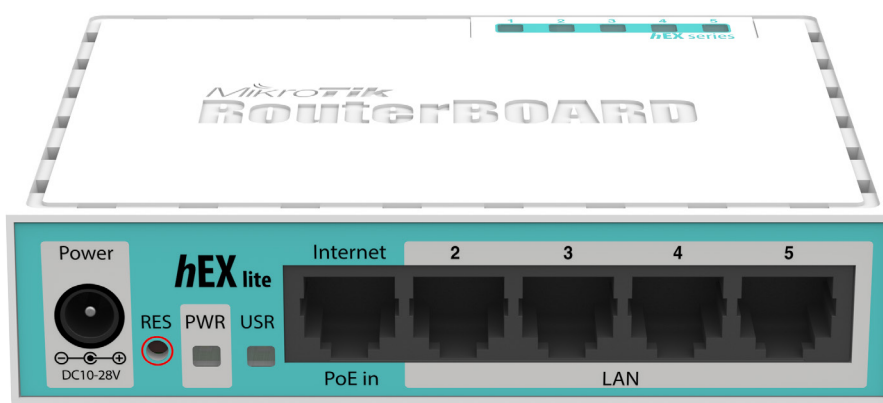 1 2 3 4 5
hEX series
MikroTik
RouterBOARD
Power
Internet 2 3 4 5
hEX lite
RES PWR USR
DC10-28V
PoE in LAN